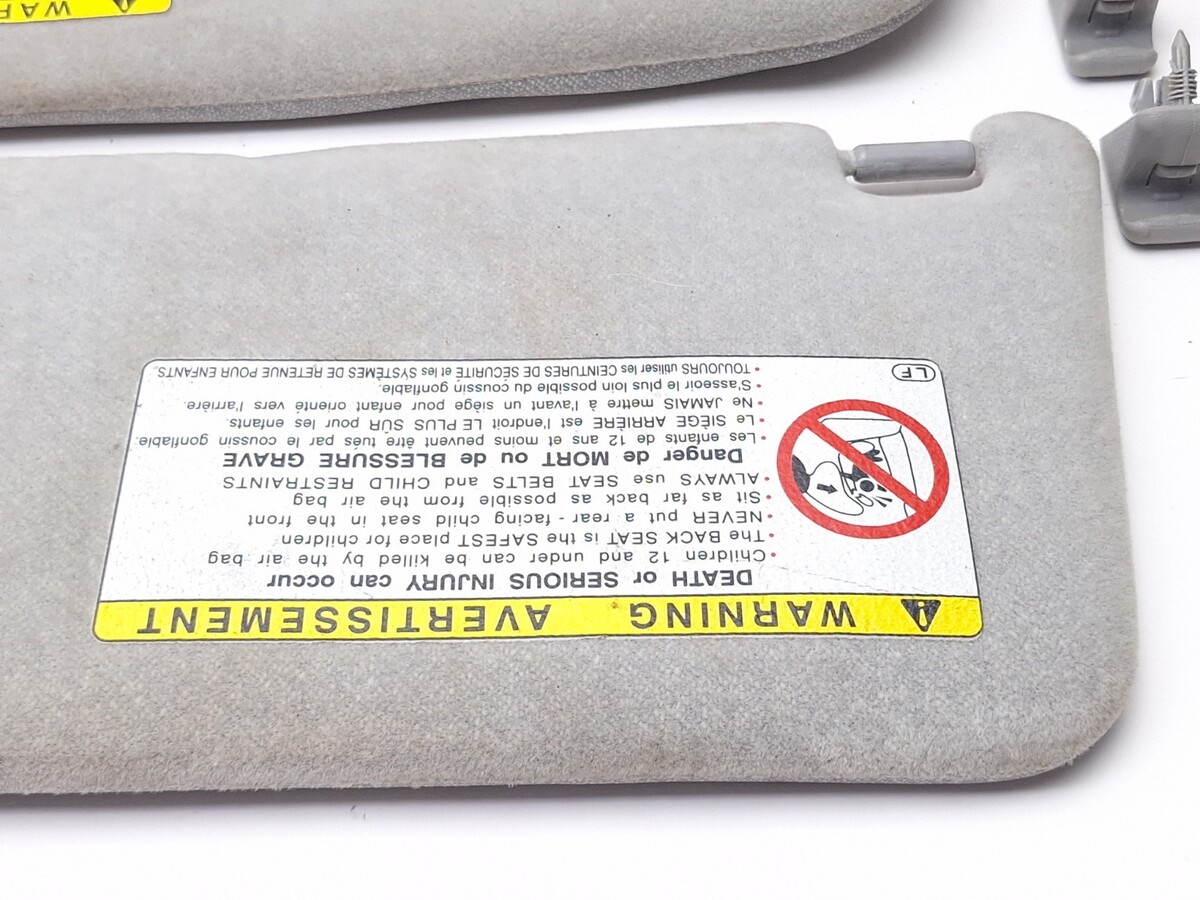 WARNING AVERTISSEMENT
DEATH or SERIOUS INJURY can occur
• Children 12 and under can be killed by the air bag
• The BACK SEAT is the SAFEST place for children
• NEVER put a rear-facing child seat in the front
• Sit as far back as possible from the air bag
• ALWAYS use SEAT BELTS and CHILD RESTRAINTS
Danger de MORT ou de BLESSURE GRAVE
• Les enfants de 12 ans et moins peuvent être tués par le coussin gonflable.
• Le SIÈGE ARRIÈRE est l'endroit LE PLUS SÛR pour les enfants.
• Ne JAMAIS mettre à l'avant un siège pour enfant orienté vers l'arrière.
• S'asseoir le plus loin possible du coussin gonflable.
• TOUJOURS utiliser les CEINTURES DE SÉCURITÉ et les SYSTÈMES DE RETENUE POUR ENFANTS.
LF
WAR